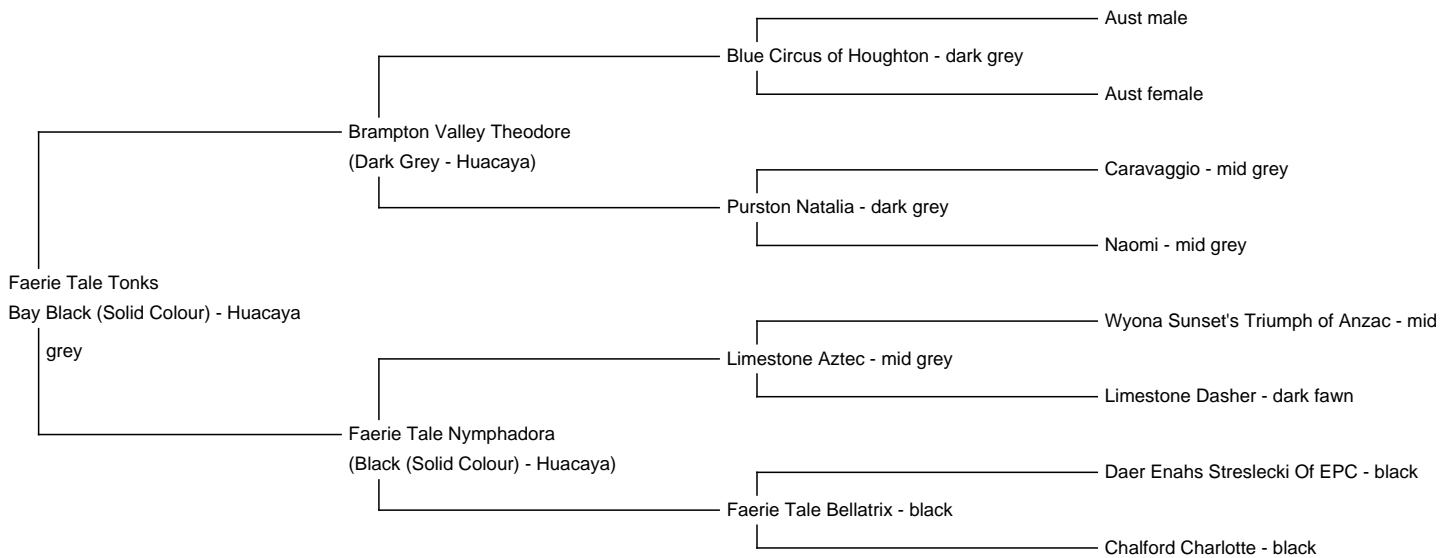 Aust male
Blue Circus of Houghton - dark grey
Aust female
Brampton Valley Theodore
(Dark Grey - Huacaya)
Caravaggio - mid grey
Purston Natalia - dark grey
Naomi - mid grey
Faerie Tale Tonks
Bay Black (Solid Colour) - Huacaya
grey
Wyona Sunset's Triumph of Anzac - mid
Limestone Aztec - mid grey
Limestone Dasher - dark fawn
Faerie Tale Nymphadora
(Black (Solid Colour) - Huacaya)
Daer Enahs Streslecki Of EPC - black
Faerie Tale Bellatrix - black
Chalford Charlotte - black